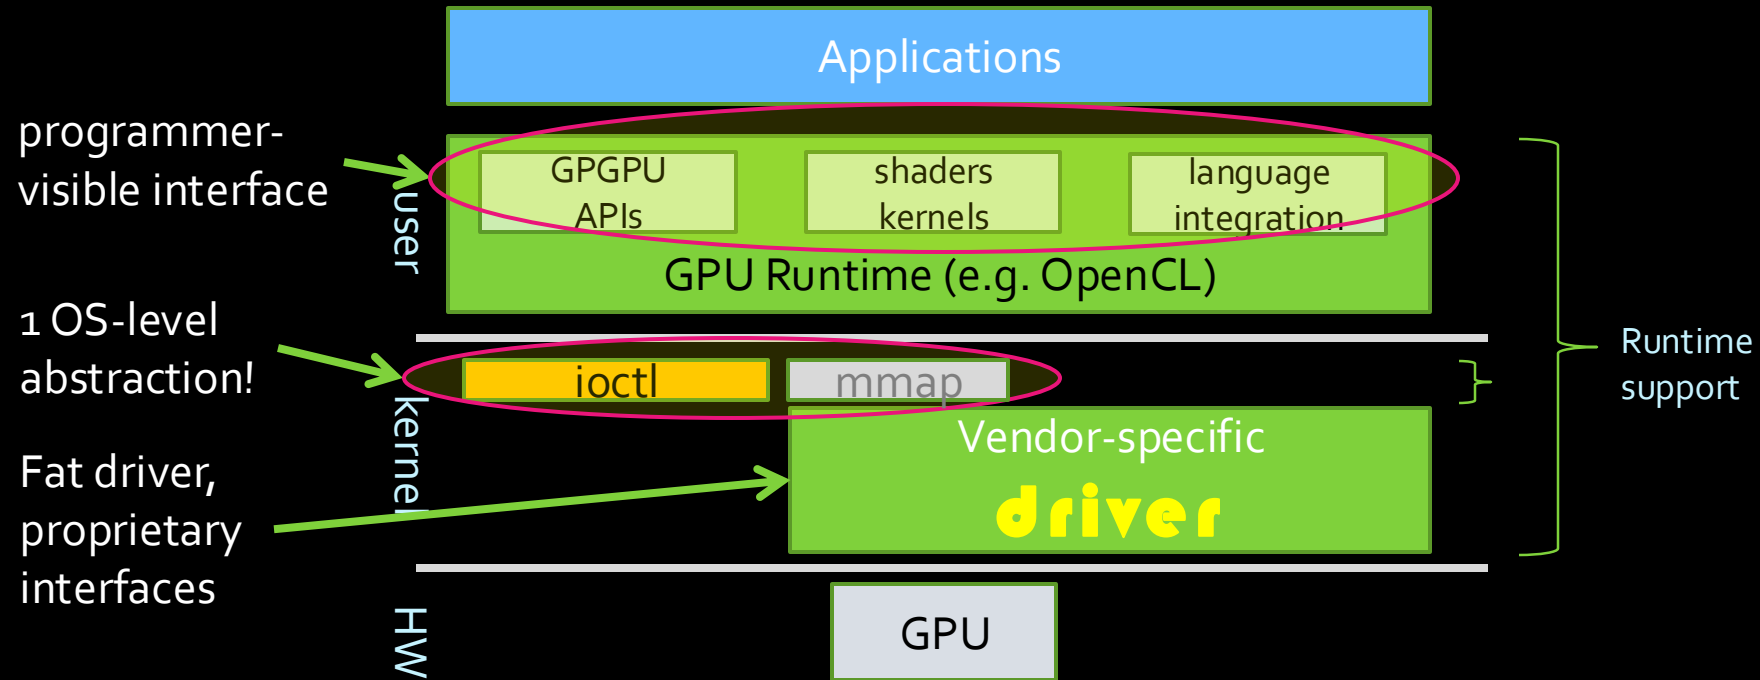 Applications
programmer-
visible interface
GPGPU
APIs
shaders
kernels
language
integration
user
GPU Runtime (e.g. OpenCL)
1 OS-level
abstraction!
ioctl
mmap
Runtime
support
kernel
Vendor-specific
driver
Fat driver,
proprietary
interfaces
HW
GPU